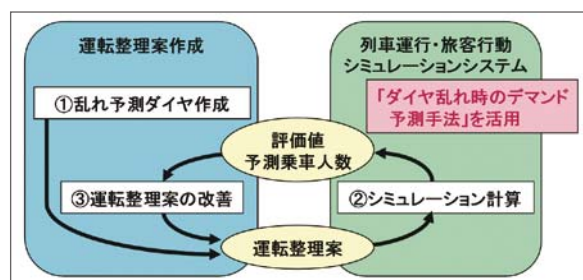 運転整理案作成
列車運行・旅客行動
シミュレーションシステム
①乱れ予測ダイヤ作成
「ダイヤ乱れ時のデマンド
予測手法」を活用
評価値
予測乗車人数
③運転整理案の改善
②シミュレーション計算
運転整理案